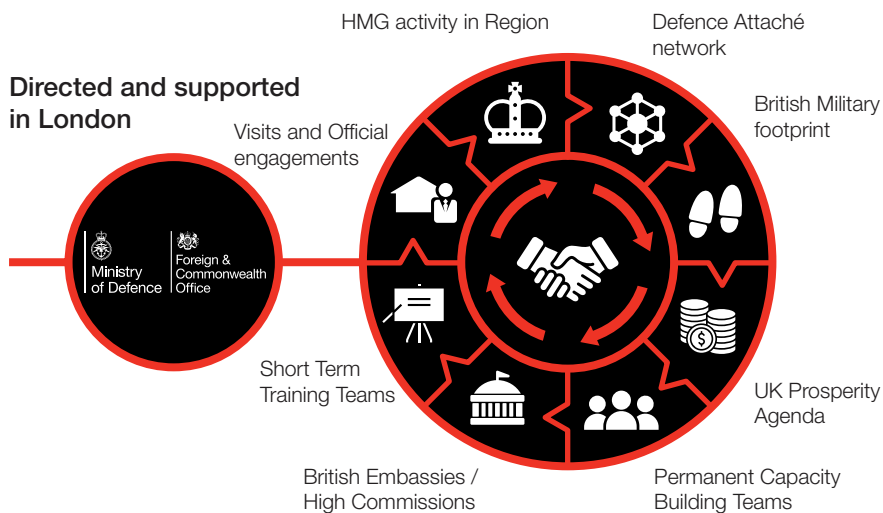 HMG activity in Region
Defence Attaché
network
Directed and supported
in London
Visits and Official
engagements
British Military
footprint
Ministry
of Defence
Foreign &
Commonwealth
Office
$
Short Term
Training Teams
UK Prosperity
Agenda
British Embassies /
High Commissions
Permanent Capacity
Building Teams